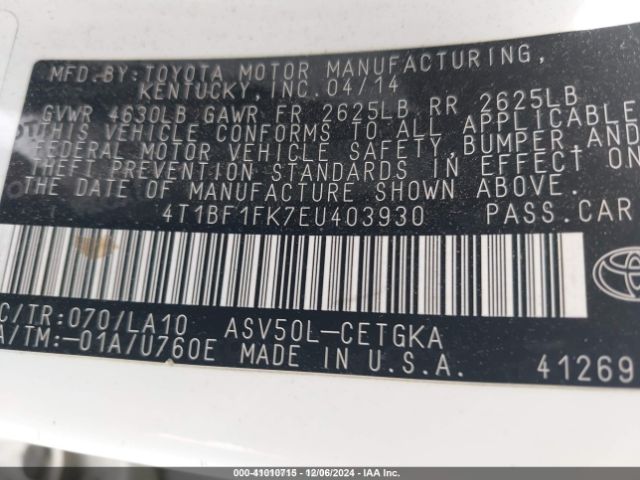 MFD. BY: TOYOTA MOTOR MANUFACTURING,
KENTUCKY, INC. 04/14
GVWR 4630LB GAWR FR 2625LB RR 2625LB
THIS VEHICLE CONFORMS TO ALL APPLICABLE
FEDERAL MOTOR VEHICLE SAFETY, BUMPER, AND
THEFT PREVENTION STANDARDS IN EFFECT ON
THE DATE OF MANUFACTURE SHOWN ABOVE.
4T1BF1FK7EU403930 PASS. CAR
C/TR:070/LA10 ASV50L-CETGKA
A/TM:-01A/U760E MADE IN U.S.A.
41269
000-41010715 - 12/06/2024 - IAA Inc.